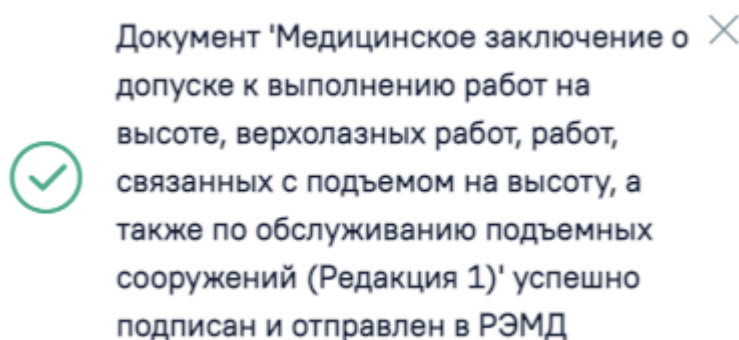 Документ 'Медицинское заключение о
допуске к выполнению работ на
высоте, верхолазных работ, работ,
связанных с подъемом на высоту, а
также по обслуживанию подъемных
сооружений (Редакция 1)' успешно
подписан и отправлен в РЭМД